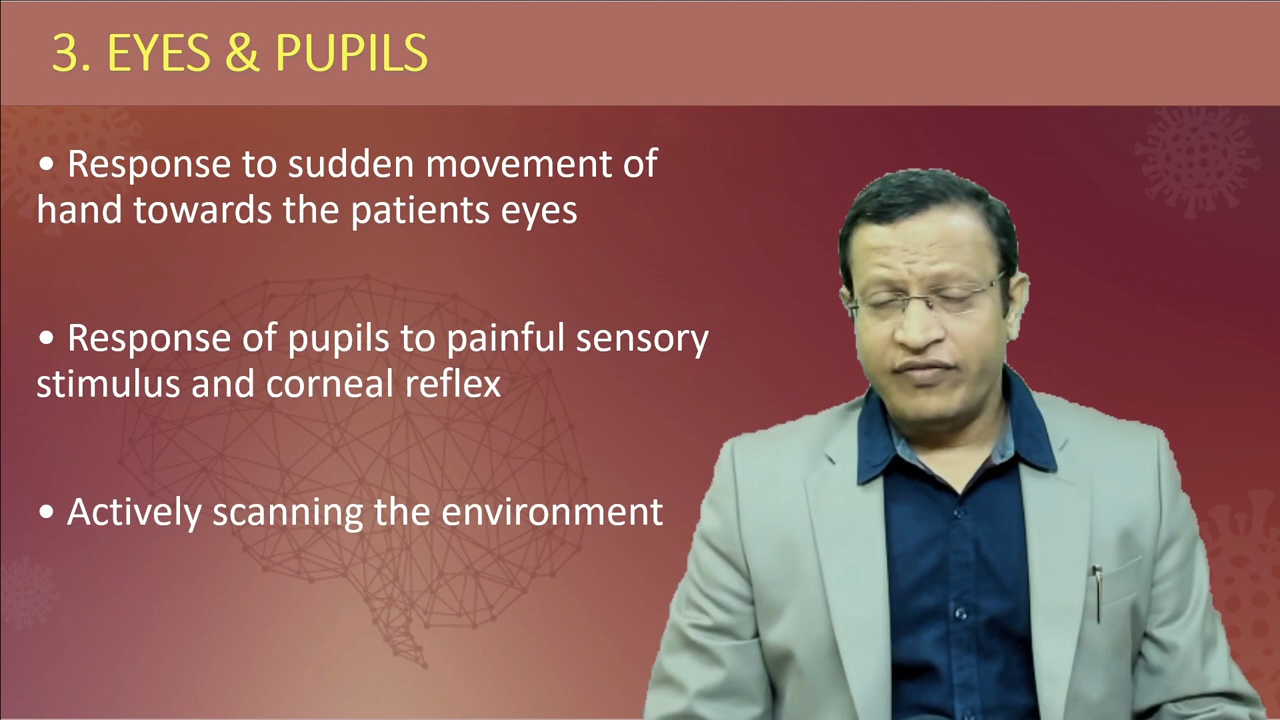 3. EYES & PUPILS
• Response to sudden movement of
hand towards the patients eyes
• Response of pupils to painful sensory
stimulus and corneal reflex
• Actively scanning the environment